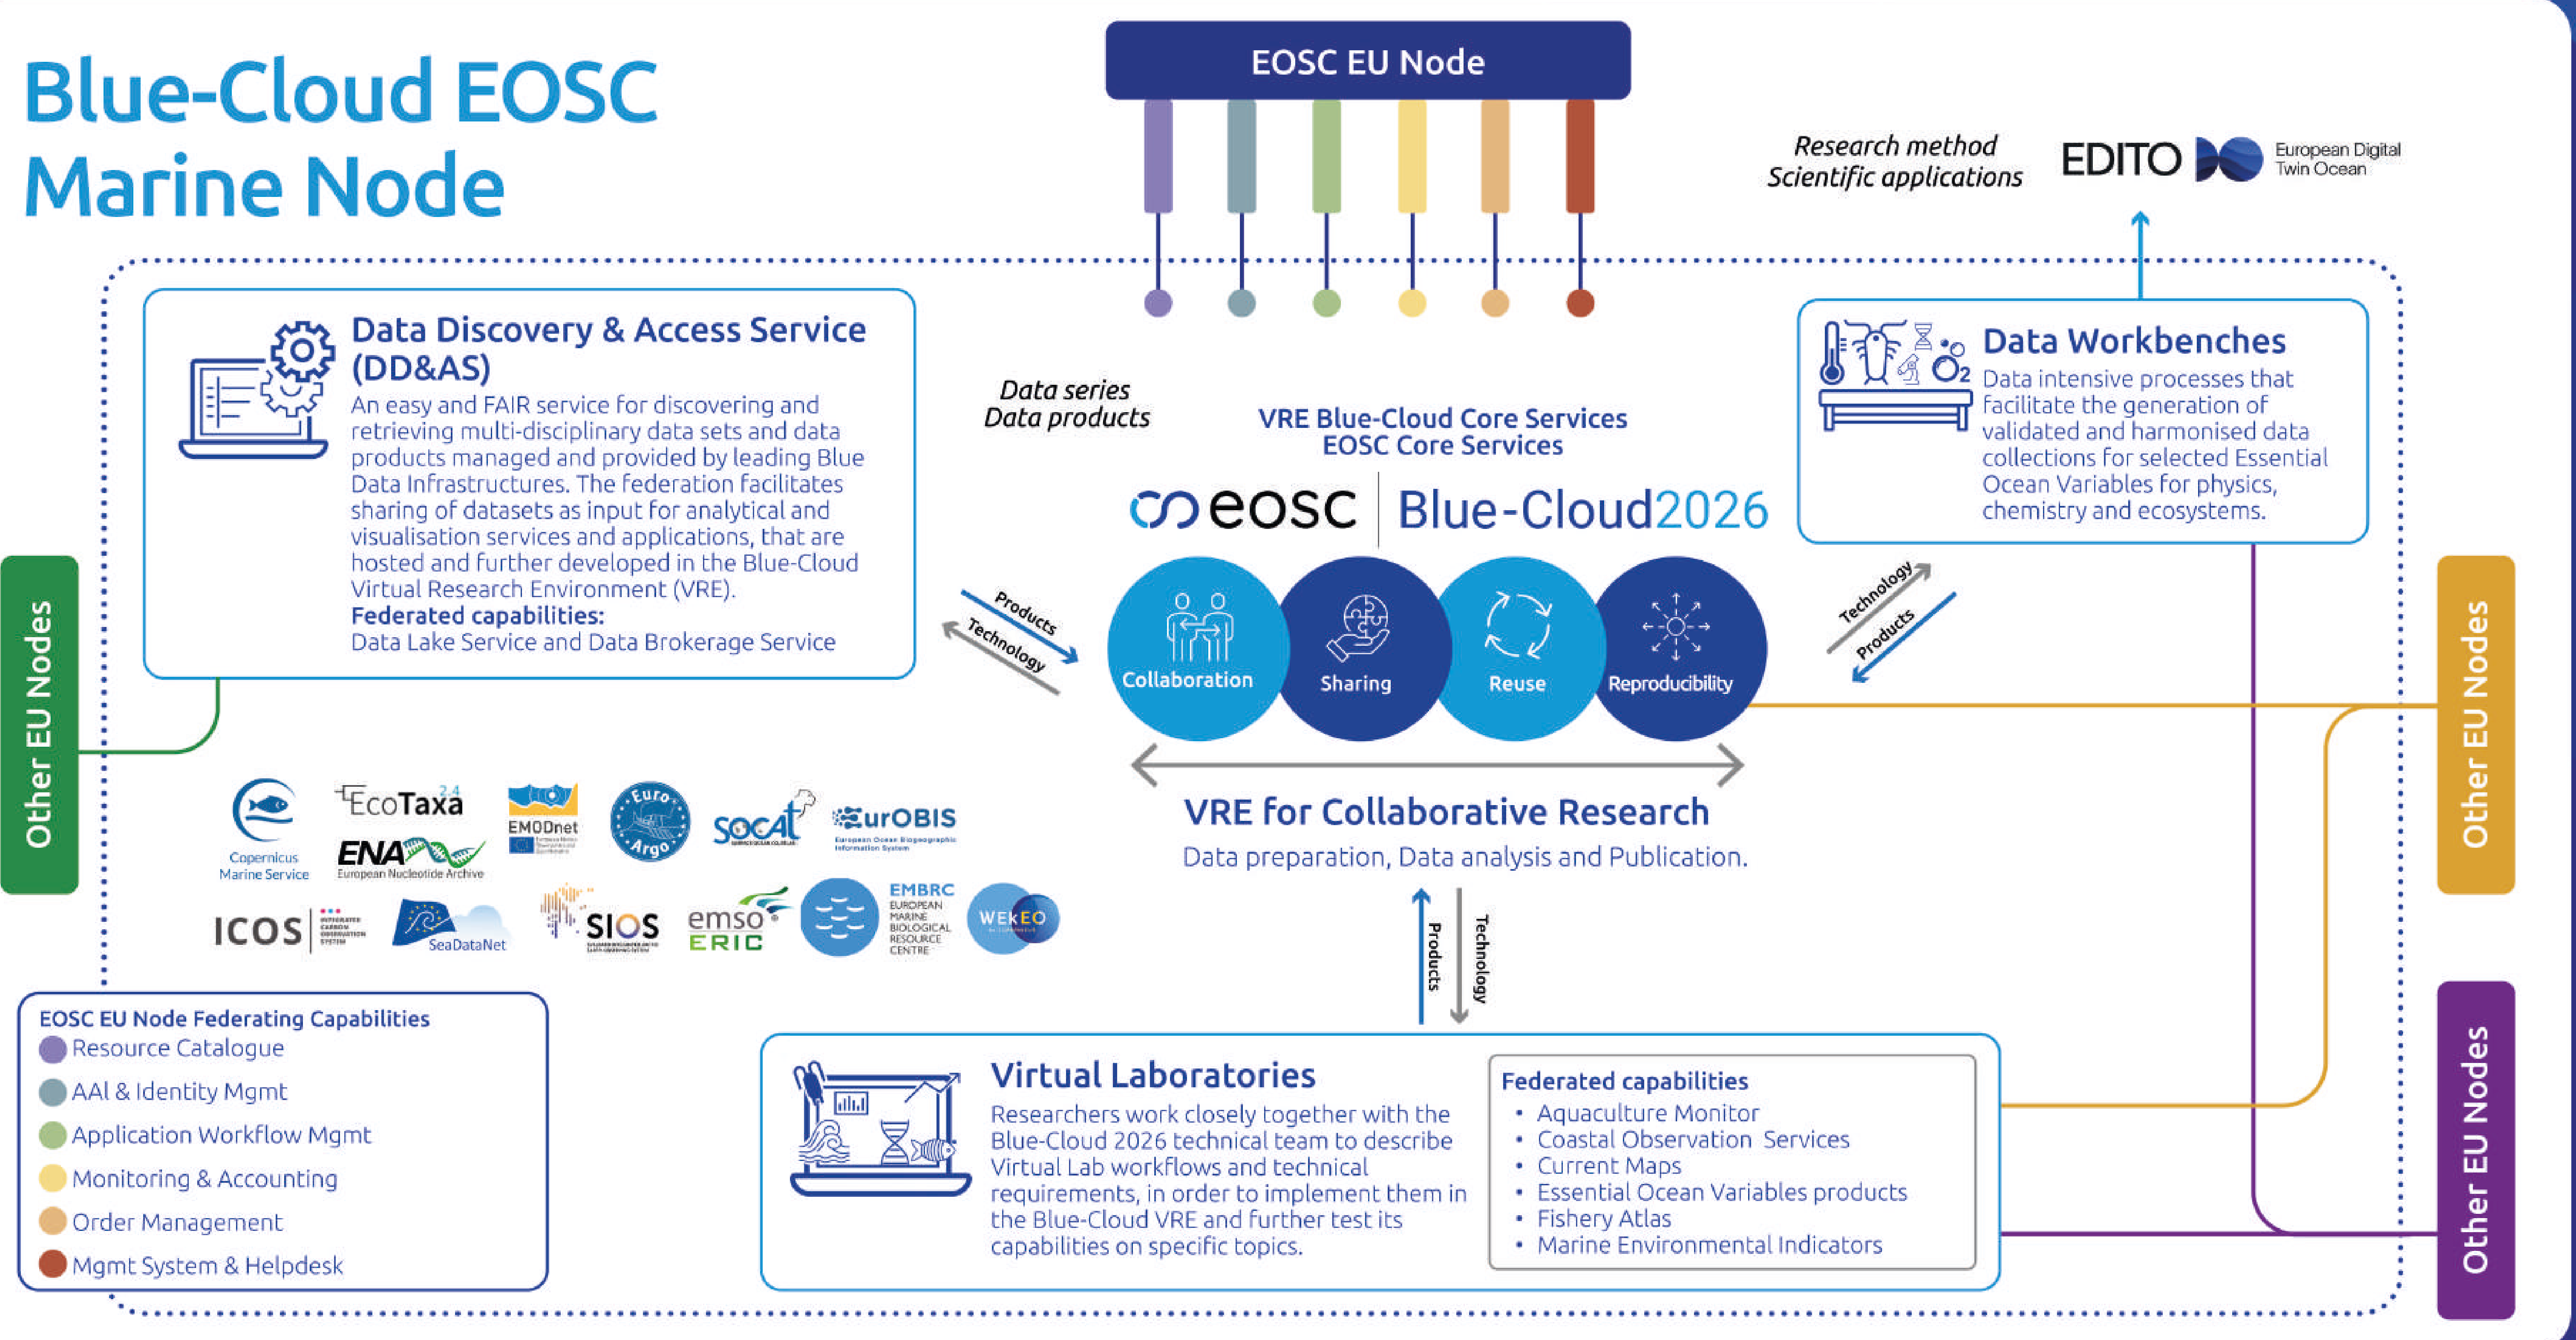 Blue-Cloud EOSC
Marine Node
EOSC EU Node
Research method
Scientific applications
EDITO
European Digital
Twin Ocean
Data Discovery & Access Service
(DD&AS)
An easy and FAIR service for discovering and
retrieving multi-disciplinary data sets and data
products managed and provided by leading Blue
Data Infrastructures. The federation facilitates
sharing of datasets as input for analytical and
visualisation services and applications, that are
hosted and further developed in the Blue-Cloud
Virtual Research Environment (VRE).
Federated capabilities:
Data Lake Service and Data Brokerage Service
Data series
Data products
VRE Blue-Cloud Core Services
EOSC Core Services
eosc
Blue-Cloud2026
Data Workbenches
O2
Data intensive processes that
facilitate the generation of
validated and harmonised data
collections for selected Essential
Ocean Variables for physics,
chemistry and ecosystems.
Products
Technology
Collaboration
Sharing
Reuse
Reproducibility
Technology
Products
Other EU Nodes
Other EU Nodes
VRE for Collaborative Research
Data preparation, Data analysis and Publication.
Copernicus
Marine Service
EcoTaxa
2.4
ENA
European Nucleotide Archive
EMODnet
Euro
Argo
SOCAT
EurOBIS
European Ocean Biogeographic
Information System
ICOS
INTEGRATED
CARBON
OBSERVATION
SYSTEM
SeaDataNet
SIOS
emso
ERIC
EMBRC
EUROPEAN
MARINE
BIOLOGICAL
RESOURCE
CENTRE
WEkEO
Products
Technology
EOSC EU Node Federating Capabilities
Resource Catalogue
AAI & Identity Mgmt
Application Workflow Mgmt
Monitoring & Accounting
Order Management
Mgmt System & Helpdesk
Virtual Laboratories
Researchers work closely together with the
Blue-Cloud 2026 technical team to describe
Virtual Lab workflows and technical
requirements, in order to implement them in
the Blue-Cloud VRE and further test its
capabilities on specific topics.
Federated capabilities
• Aquaculture Monitor
• Coastal Observation Services
• Current Maps
• Essential Ocean Variables products
• Fishery Atlas
• Marine Environmental Indicators
Other EU Nodes